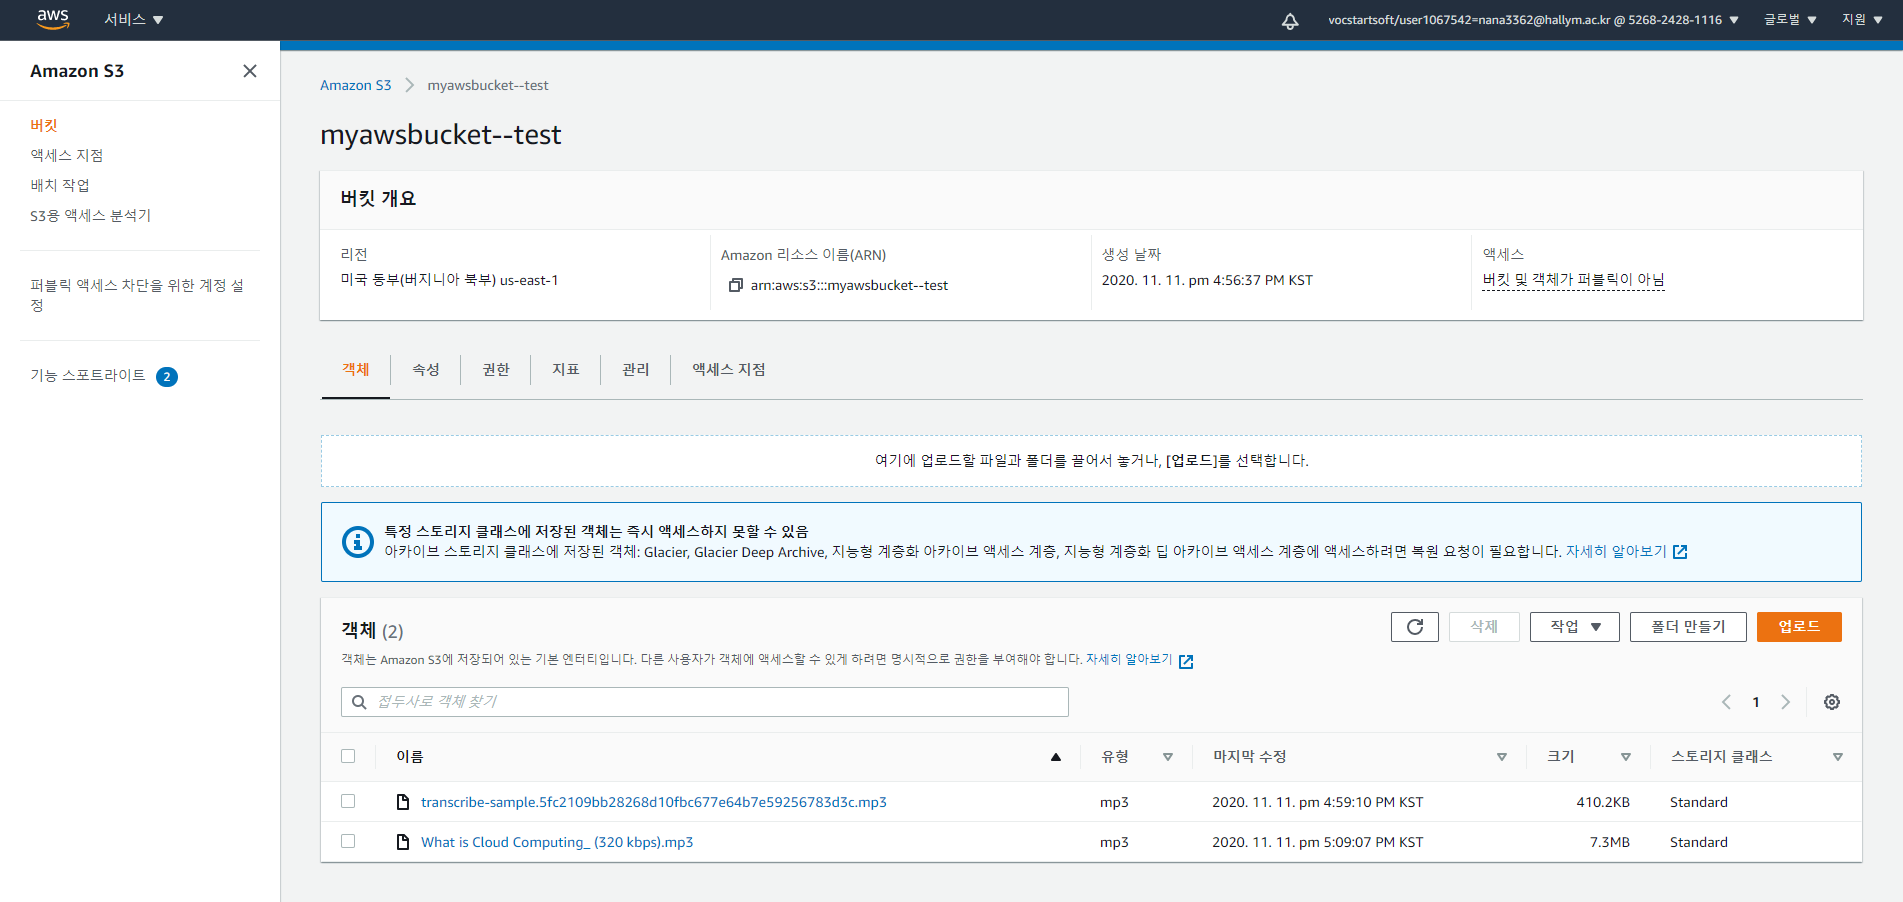 aws
서비스
vocstartsoft/user1067542=nana3362@hallym.ac.kr @ 5268-2428-1116
글로벌
지원
Amazon S3
버킷
액세스 지점
배치 작업
S3용 액세스 분석기
퍼블릭 액세스 차단을 위한 계정 설
정
기능 스포트라이트 2
Amazon S3
myawsbucket--test
myawsbucket--test
버킷 개요
리전
미국 동부(버지니아 북부) us-east-1
Amazon 리소스 이름(ARN)
arn:aws:s3:::myawsbucket--test
생성 날짜
2020. 11. 11. pm 4:56:37 PM KST
액세스
버킷 및 객체가 퍼블릭이 아님
객체
속성
권한
지표
관리
액세스 지점
여기에 업로드할 파일과 폴더를 끌어서 놓거나, [업로드]를 선택합니다.
특정 스토리지 클래스에 저장된 객체는 즉시 액세스하지 못할 수 있음
아카이브 스토리지 클래스에 저장된 객체: Glacier, Glacier Deep Archive, 지능형 계층화 아카이브 액세스 계층, 지능형 계층화 딥 아카이브 액세스 계층에 액세스하려면 복원 요청이 필요합니다. 자세히 알아보기
객체 (2)
삭제
작업
폴더 만들기
업로드
객체는 Amazon S3에 저장되어 있는 기본 엔터티입니다. 다른 사용자가 객체에 액세스할 수 있게 하려면 명시적으로 권한을 부여해야 합니다. 자세히 알아보기
접두사로 객체 찾기
1
이름
유형
마지막 수정
크기
스토리지 클래스
transcribe-sample.5fc2109bb28268d10fbc677e64b7e59256783d3c.mp3
mp3
2020. 11. 11. pm 4:59:10 PM KST
410.2KB
Standard
What is Cloud Computing_ (320 kbps).mp3
mp3
2020. 11. 11. pm 5:09:07 PM KST
7.3MB
Standard